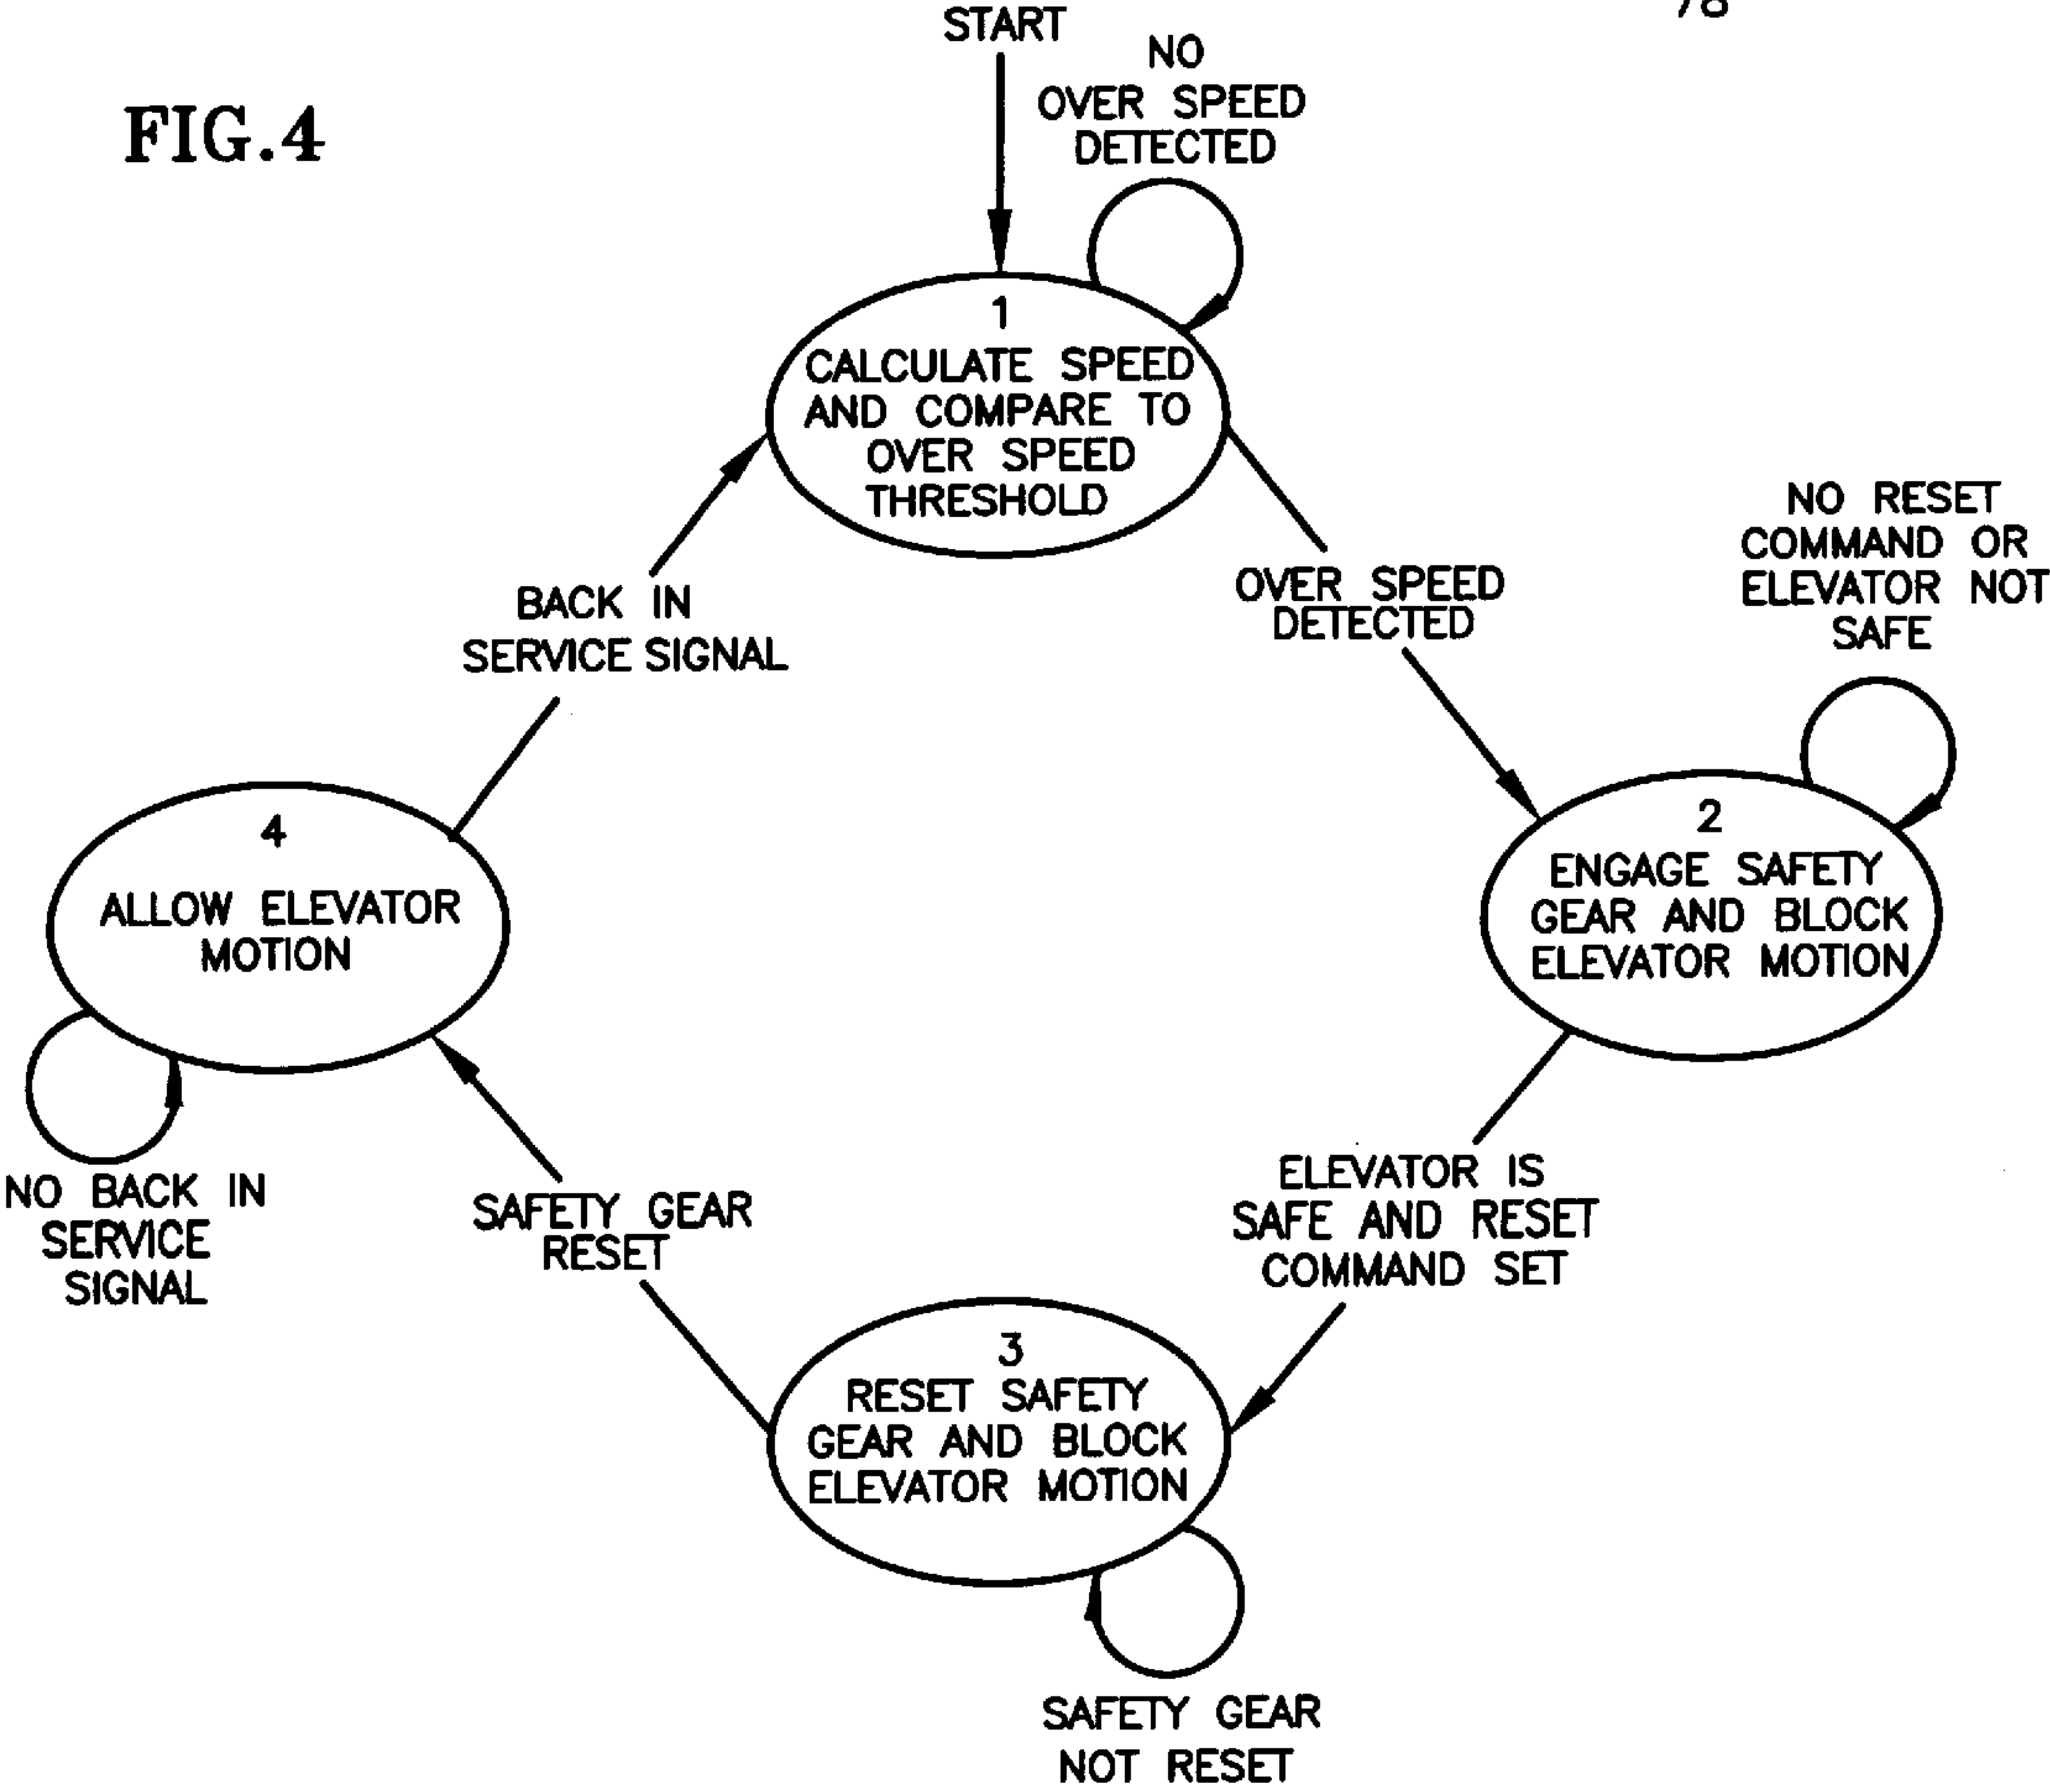 FIG.4
START
NO
OVER SPEED
DETECTED
1
CALCULATE SPEED
AND COMPARE TO
OVER SPEED
THRESHOLD
OVER SPEED
DETECTED
NO RESET
COMMAND OR
ELEVATOR NOT
SAFE
2
ENGAGE SAFETY
GEAR AND BLOCK
ELEVATOR MOTION
ELEVATOR IS
SAFE AND RESET
COMMAND SET
3
RESET SAFETY
GEAR AND BLOCK
ELEVATOR MOTION
SAFETY GEAR
NOT RESET
SAFETY GEAR
RESET
4
ALLOW ELEVATOR
MOTION
NO BACK IN
SERVICE
SIGNAL
BACK IN
SERVICE SIGNAL